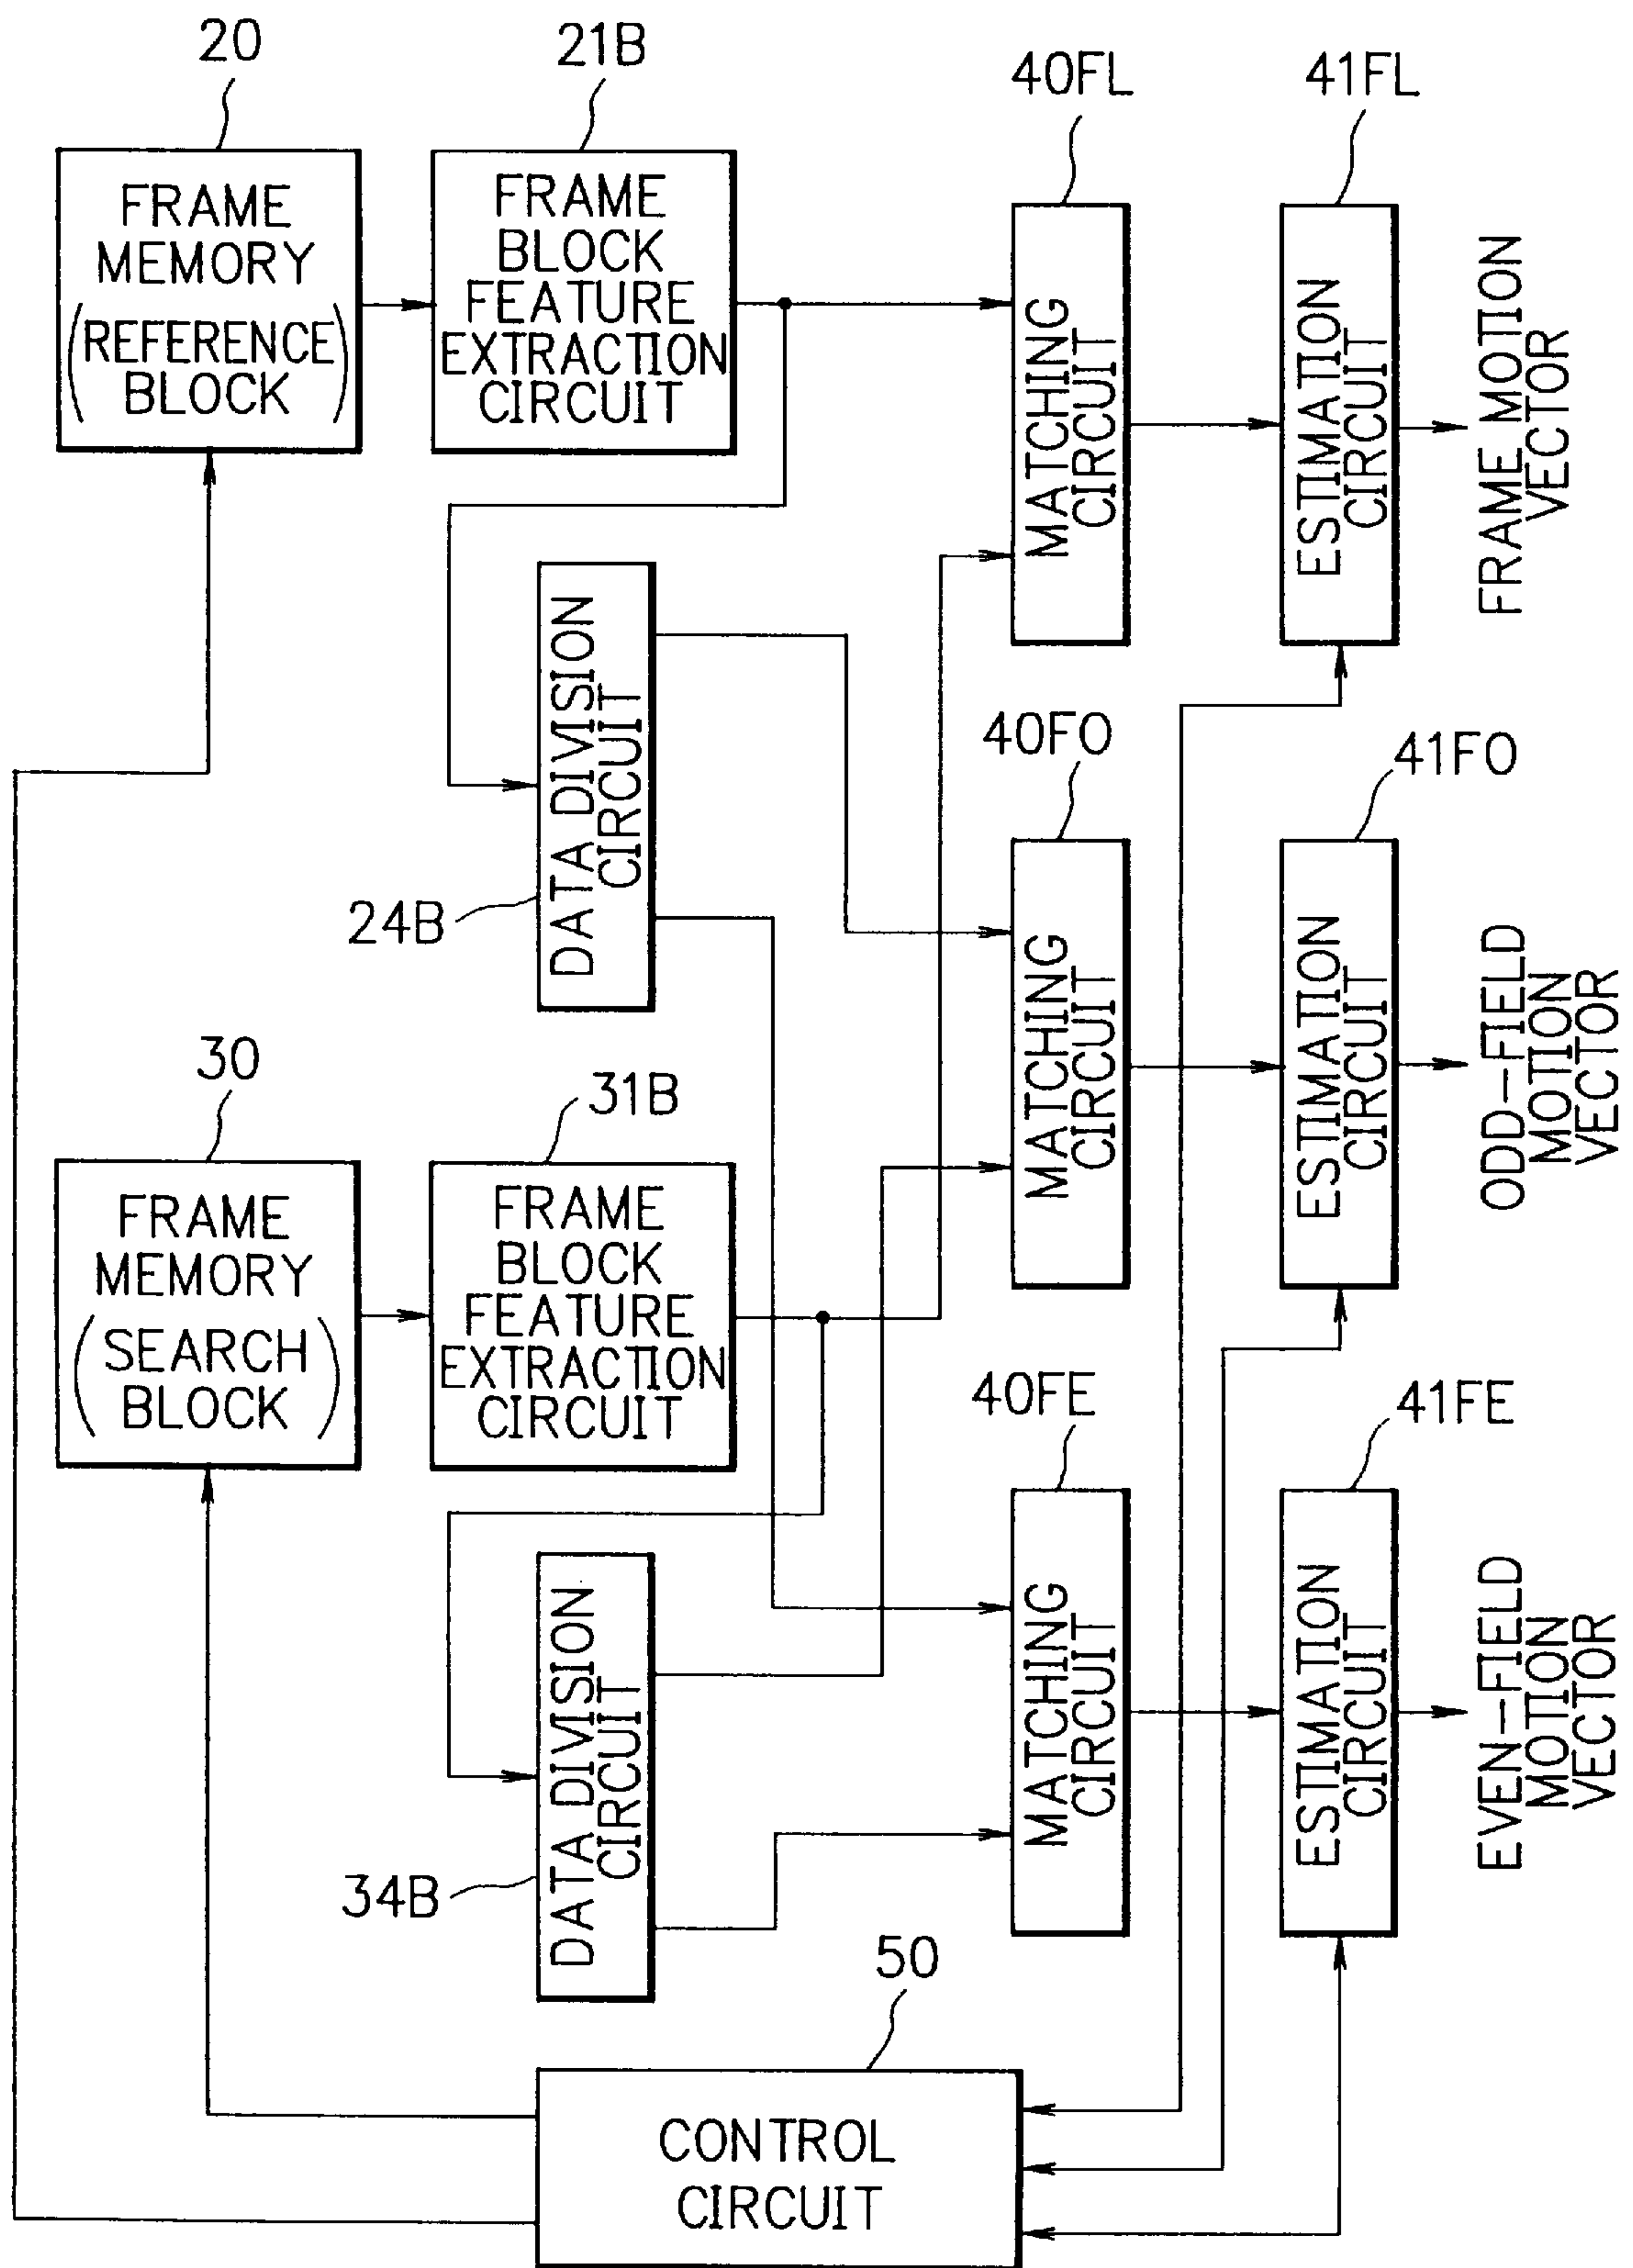 20
FRAME
MEMORY
(REFERENCE
BLOCK)
21B
FRAME
BLOCK
FEATURE
EXTRACTION
CIRCUIT
40FL
MATCHING
CIRCUIT
41FL
ESTIMATION
CIRCUIT
FRAME MOTION
VECTOR
24B
DATA DIVISION
CIRCUIT
40FO
MATCHING
CIRCUIT
41FO
ESTIMATION
CIRCUIT
ODD-FIELD
MOTION
VECTOR
30
FRAME
MEMORY
(SEARCH
BLOCK)
31B
FRAME
BLOCK
FEATURE
EXTRACTION
CIRCUIT
34B
DATA DIVISION
CIRCUIT
40FE
MATCHING
CIRCUIT
41FE
ESTIMATION
CIRCUIT
EVEN-FIELD
MOTION
VECTOR
50
CONTROL
CIRCUIT